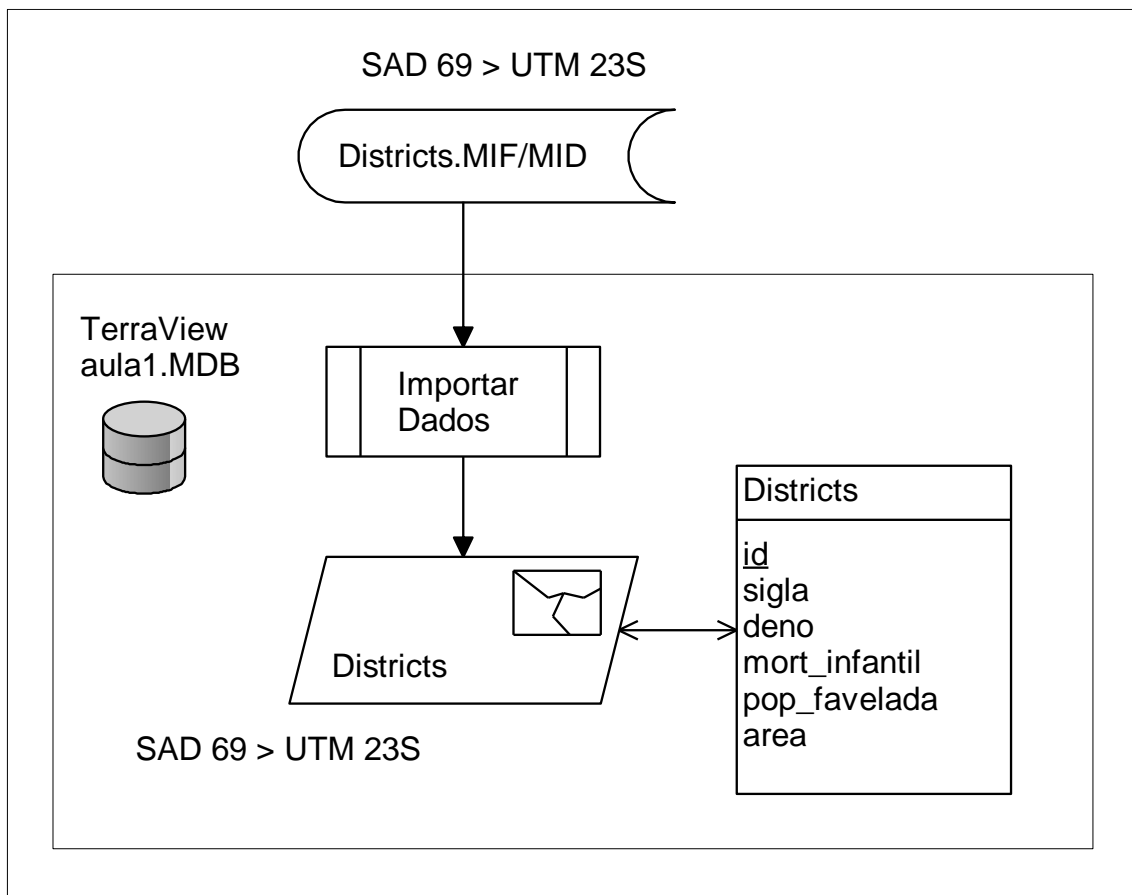 SAD 69 > UTM 23S
Districts.MIF/MID
TerraView
aula1.MDB
Importar
Dados
Districts
id
sigla
deno
mort_infantil
pop_favelada
area
Districts
SAD 69 > UTM 23S